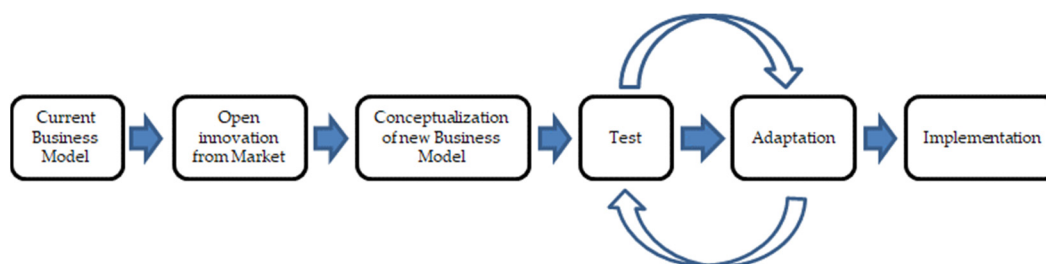 Current
Business
Model
Open
innovation
from Market
Conceptualization
of new Business
Model
Test
Adaptation
Implementation